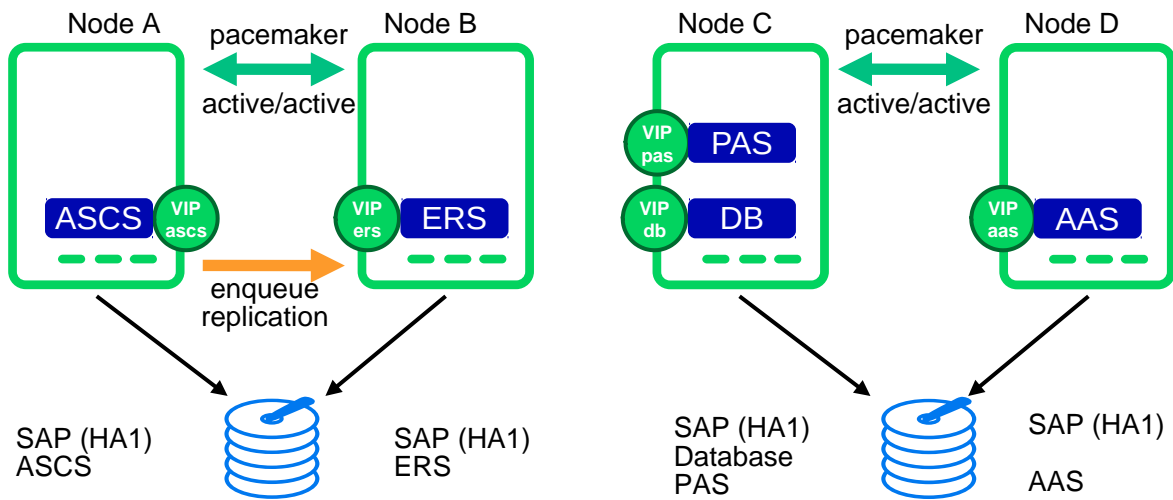 Node A
pacemaker
Node B
active/active
ASCS
VIP
ascs
VIP
ers
ERS
enqueue
replication
SAP (HA1)
ASCS
SAP (HA1)
ERS
Node C
pacemaker
Node D
active/active
VIP
pas
PAS
VIP
db
DB
VIP
aas
AAS
SAP (HA1)
Database
PAS
SAP (HA1)
AAS